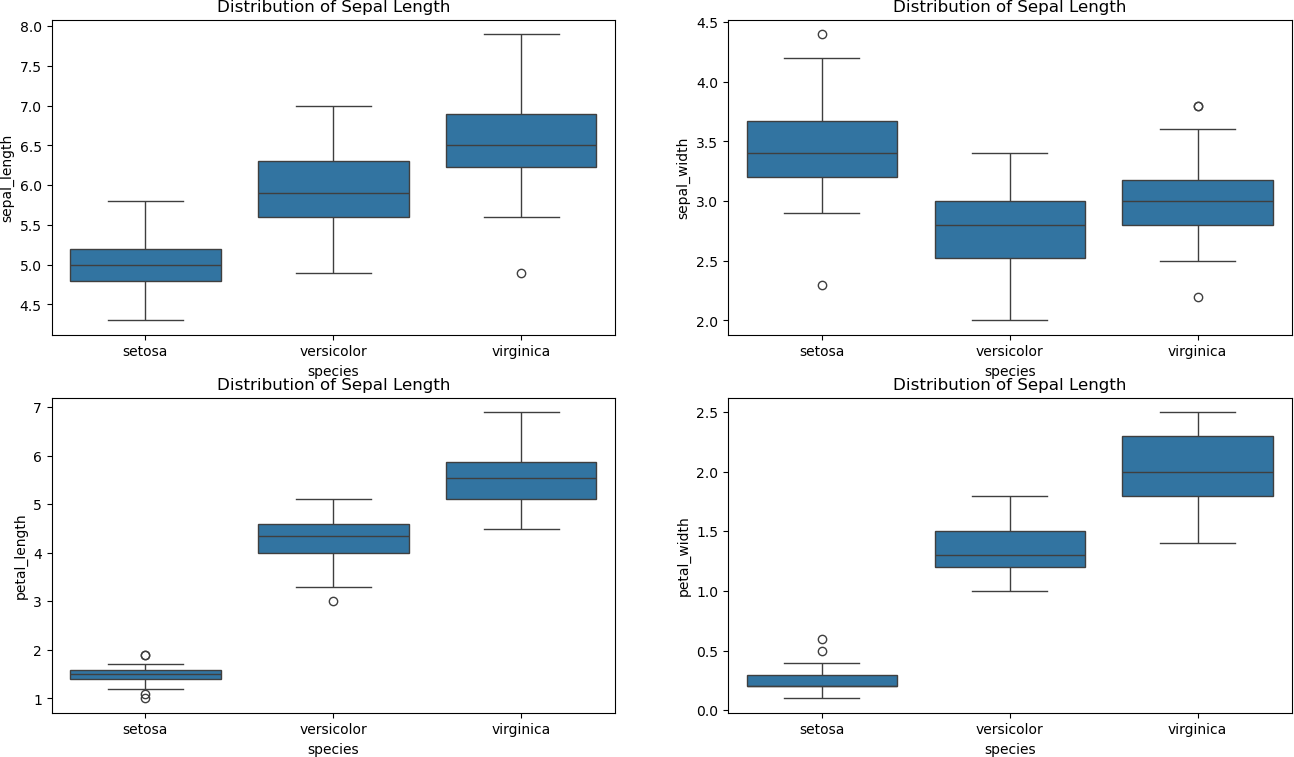 Distribution of Sepal Length
8.0
7.5
7.0
6.5
6.0
5.5
5.0
4.5
sepal_length
setosa versicolor virginica
species
Distribution of Sepal Length
4.5
4.0
3.5
3.0
2.5
2.0
sepal_width
setosa versicolor virginica
species
Distribution of Sepal Length
7
6
5
4
3
2
1
petal_length
setosa versicolor virginica
species
Distribution of Sepal Length
2.5
2.0
1.5
1.0
0.5
0.0
petal_width
setosa versicolor virginica
species